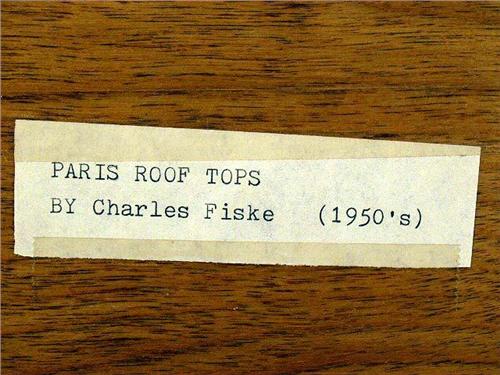 PARIS ROOF TOPS
BY Charles Fiske (1950's)